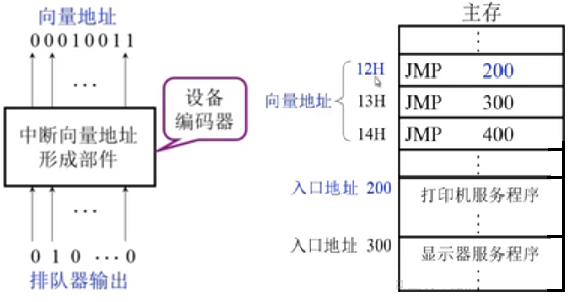 向量地址
00010011
...
中断向量地址
形成部件
设备
编码器
...
0 1 0 ...0
排队器输出
主存
向量地址
12H JMP 200
13H JMP 300
14H JMP 400
入口地址 200
打印机服务程序
入口地址 300
显示器服务程序